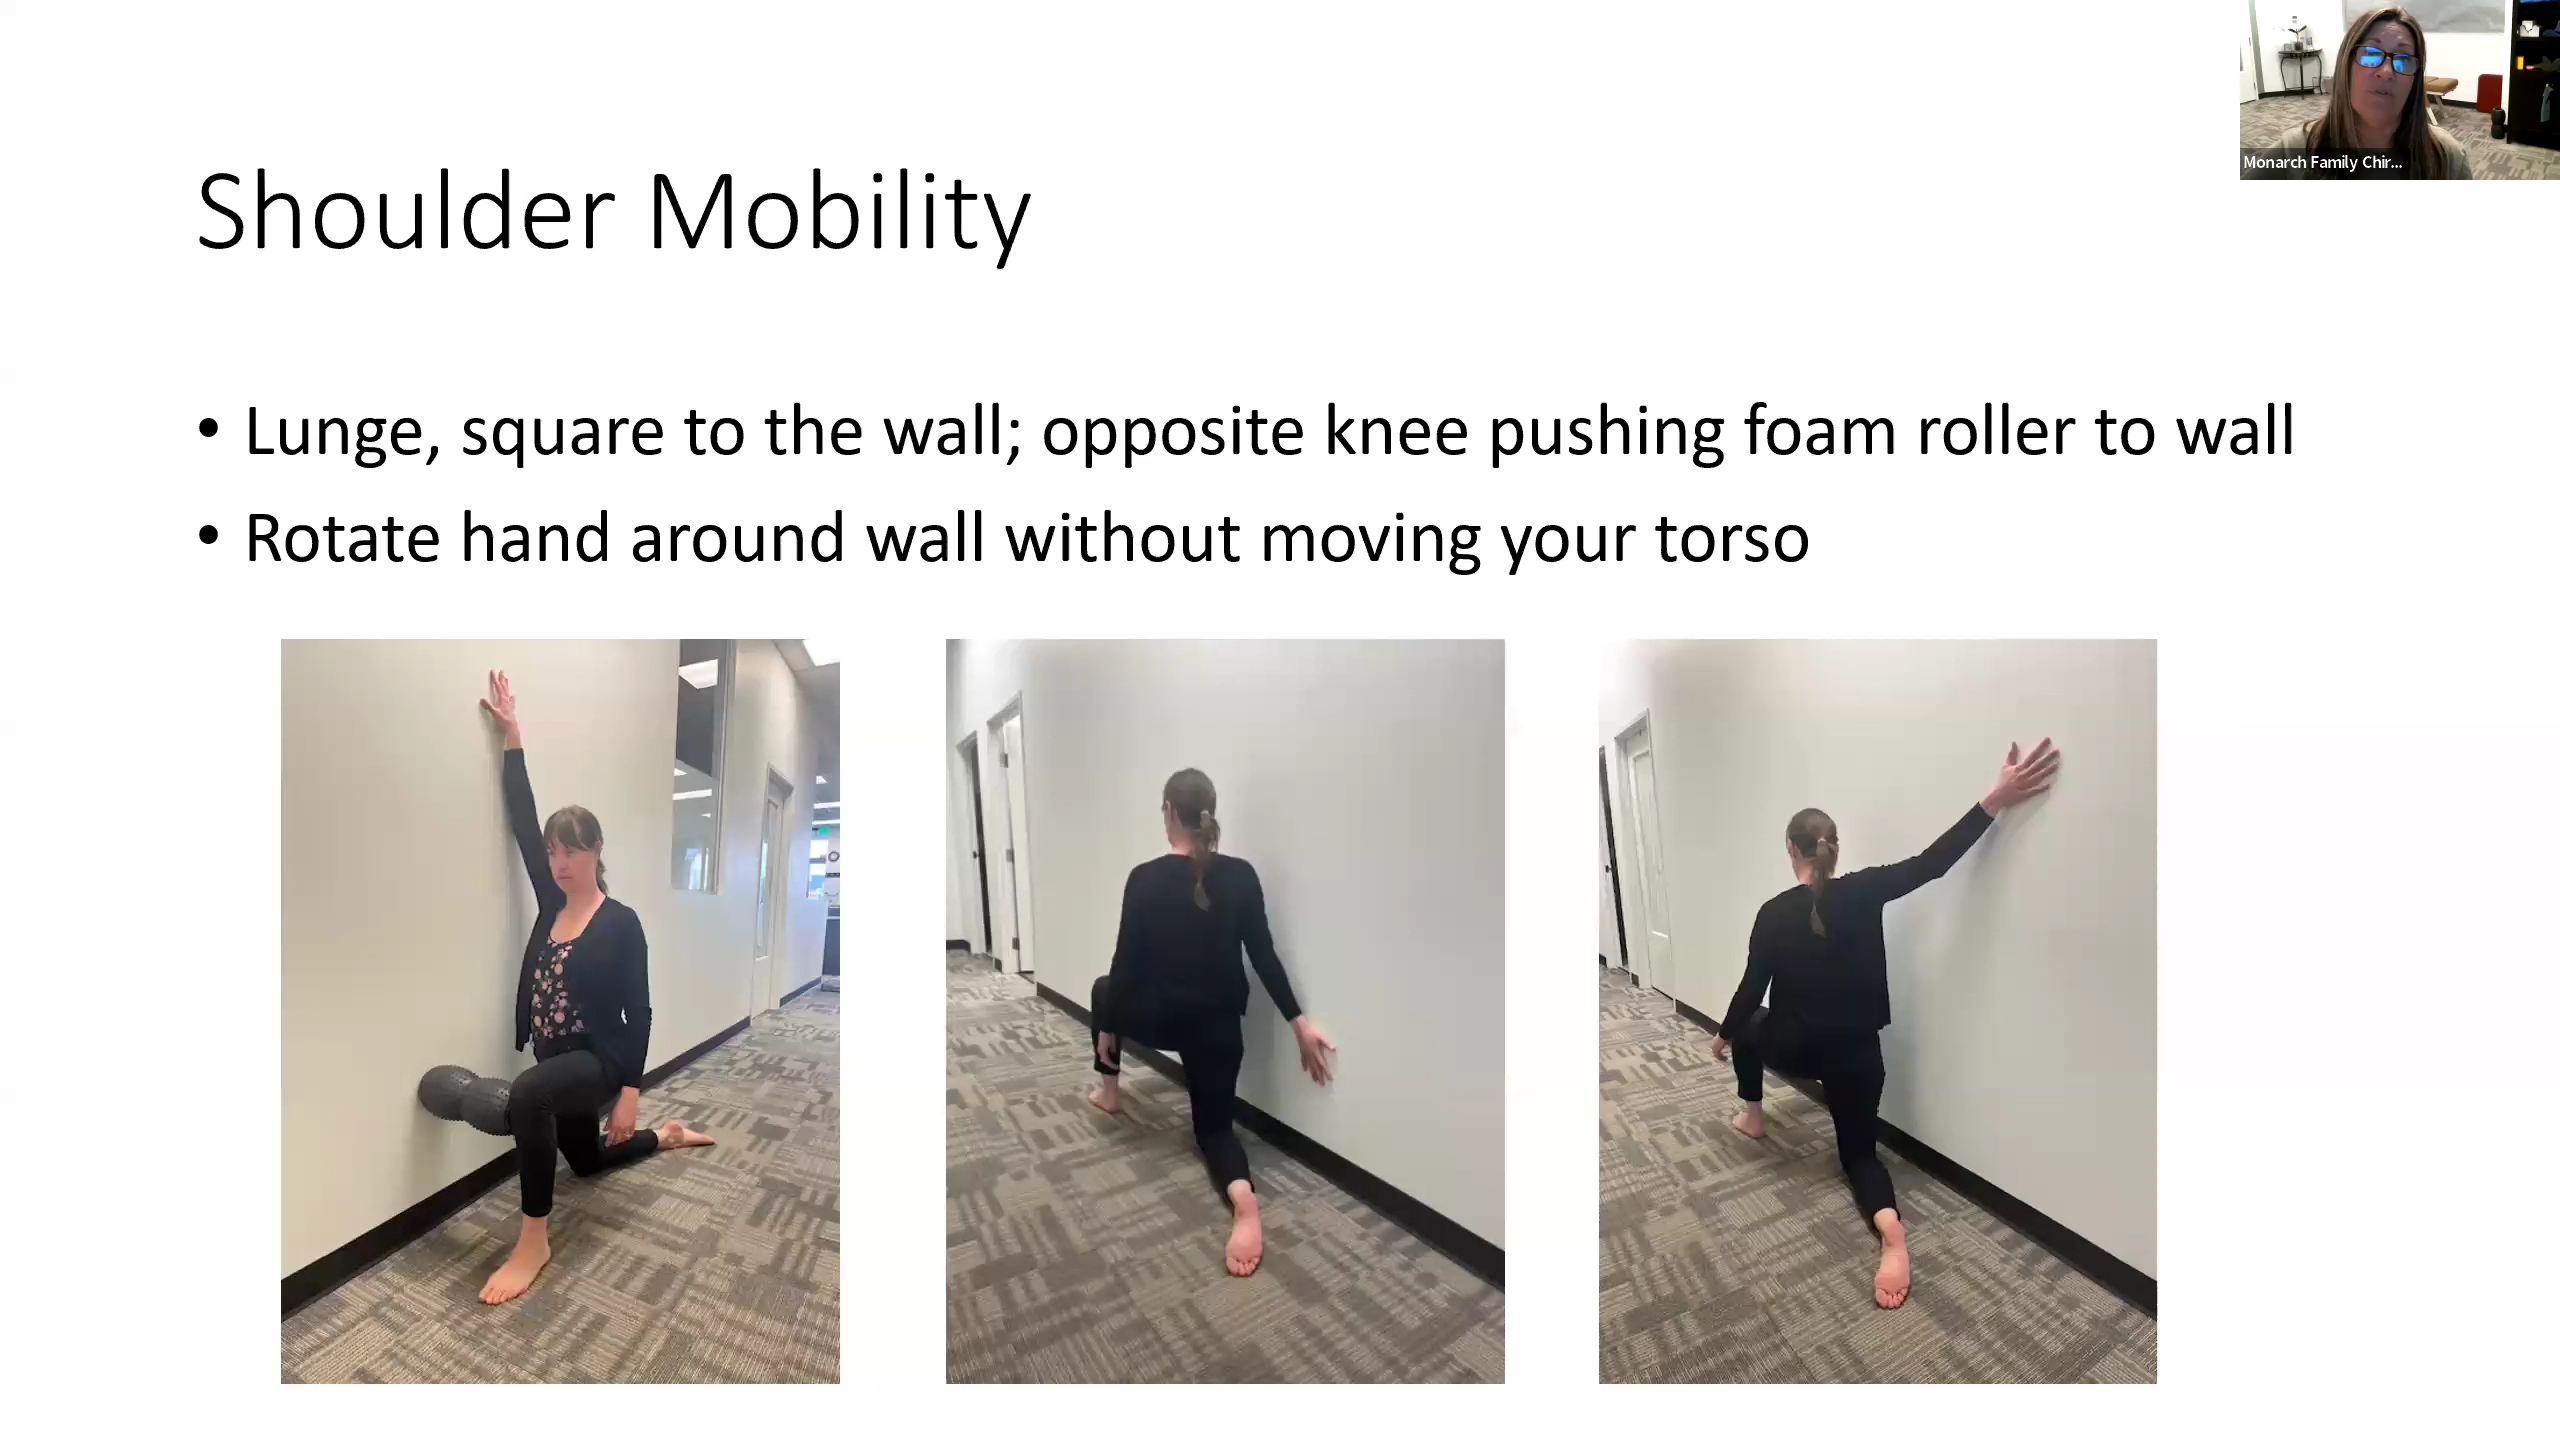 Monarch Family Chir...
Shoulder Mobility
• Lunge, square to the wall; opposite knee pushing foam roller to wall
• Rotate hand around wall without moving your torso